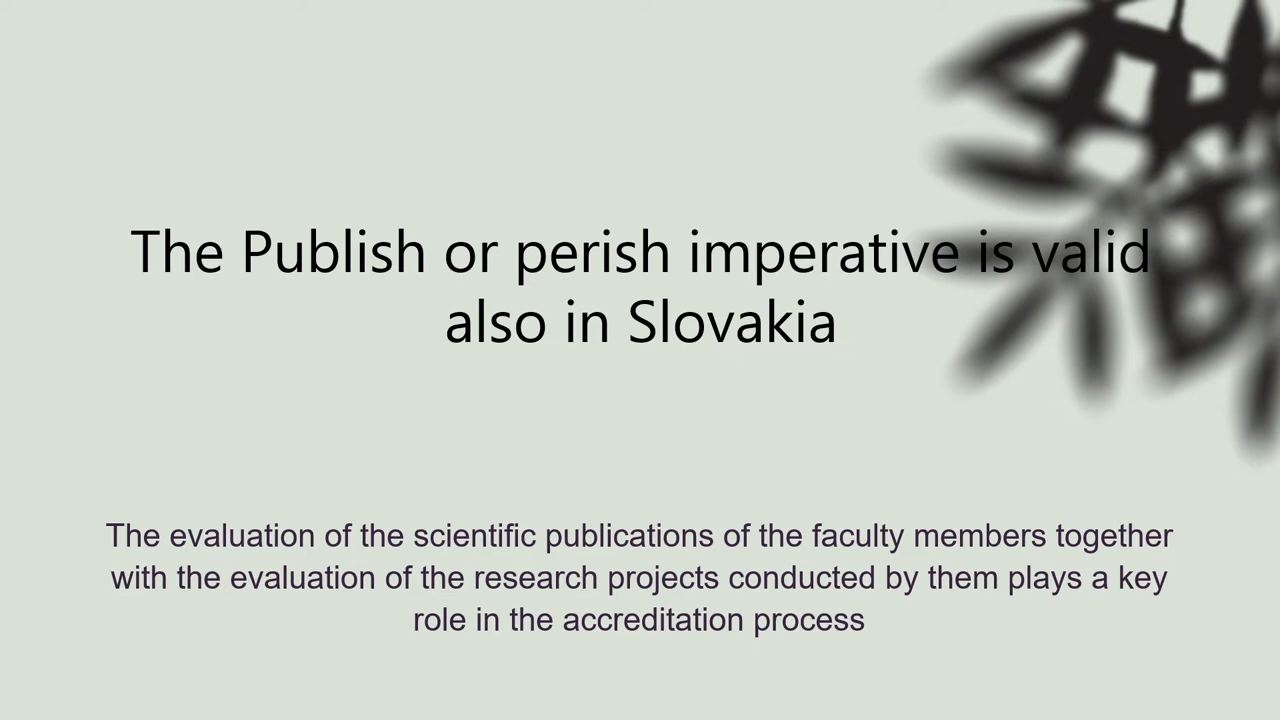 The Publish or perish imperative is valid
also in Slovakia
The evaluation of the scientific publications of the faculty members together
with the evaluation of the research projects conducted by them plays a key
role in the accreditation process